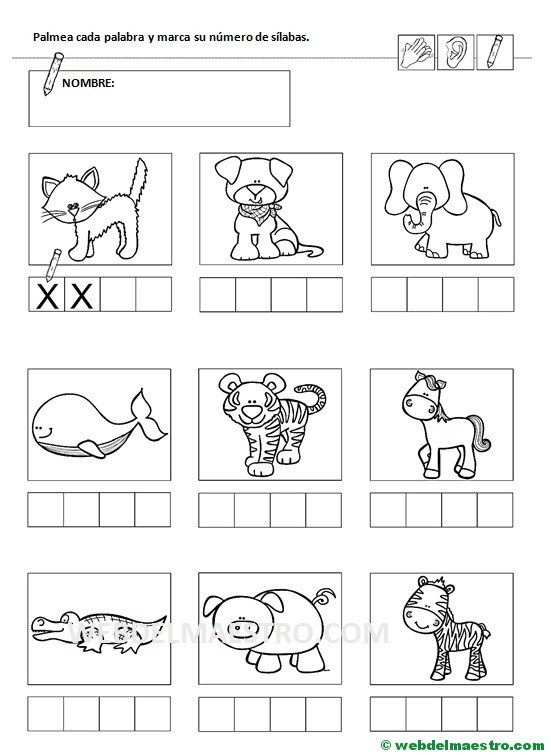 Palmea cada palabra y marca su número de sílabas.
NOMBRE:
X X
WEBDELMAESTRO.COM
© webdelmaestro.com